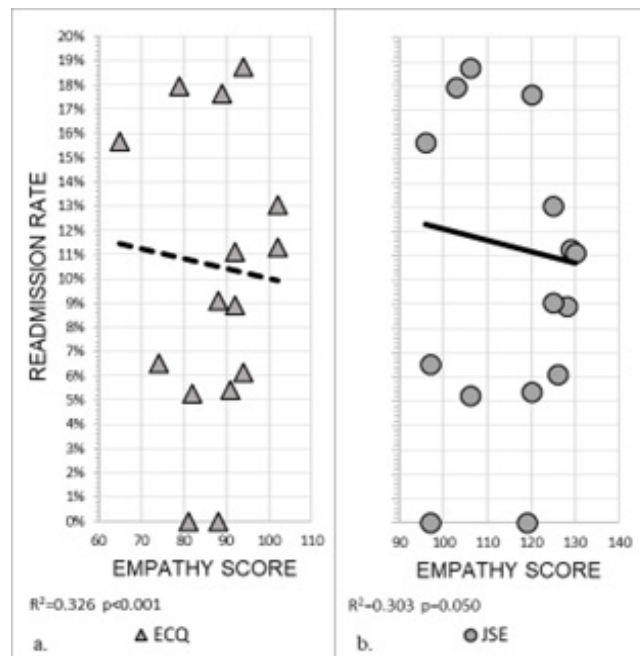 READMISSION RATE
20%
19%
18%
17%
16%
15%
14%
13%
12%
11%
10%
9%
8%
7%
6%
5%
4%
3%
2%
1%
0%
60 70 80 90 100 110
EMPATHY SCORE
R²=0.326 p<0.001
a. ECQ
90 100 110 120 130 140
EMPATHY SCORE
R²=0.303 p=0.050
b. JSE